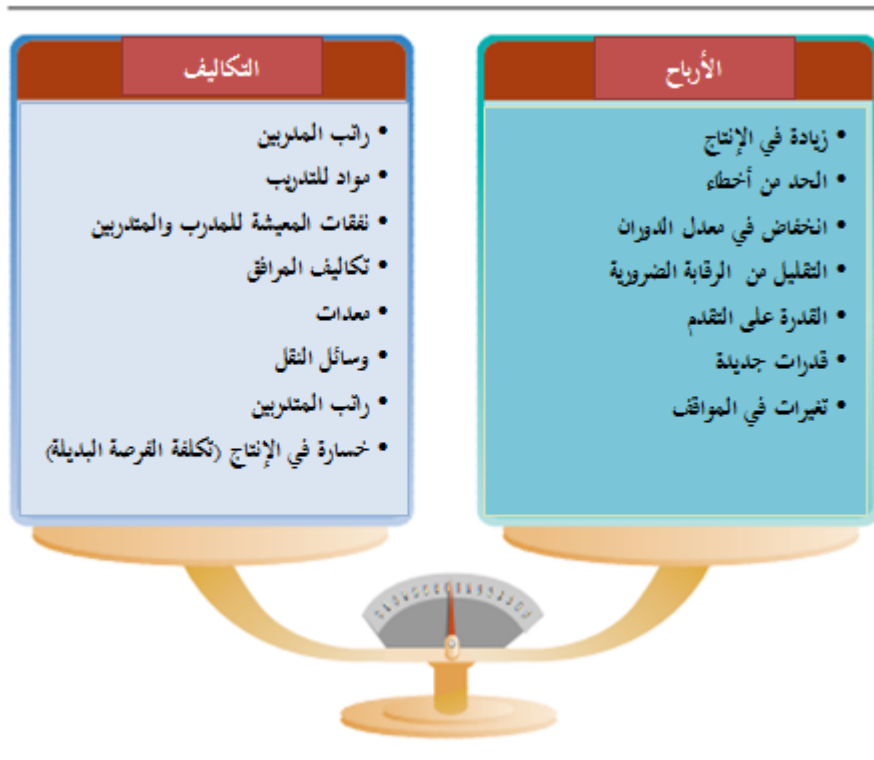 الأرباح
• زيادة في الإنتاج
• الحد من أخطاء
• انخفاض في معدل الدوران
• التقليل من الرقابة الضرورية
• القدرة على التقدم
• قدرات جديدة
• تغيرات في المواقف
التكاليف
• راتب المدربين
• مواد للتدريب
• نفقات المعيشة للمدرب والمتدربين
• تكاليف المرافق
• معدات
• وسائل النقل
• راتب المتدربين
• خسارة في الإنتاج (تكلفة الفرصة البديلة)